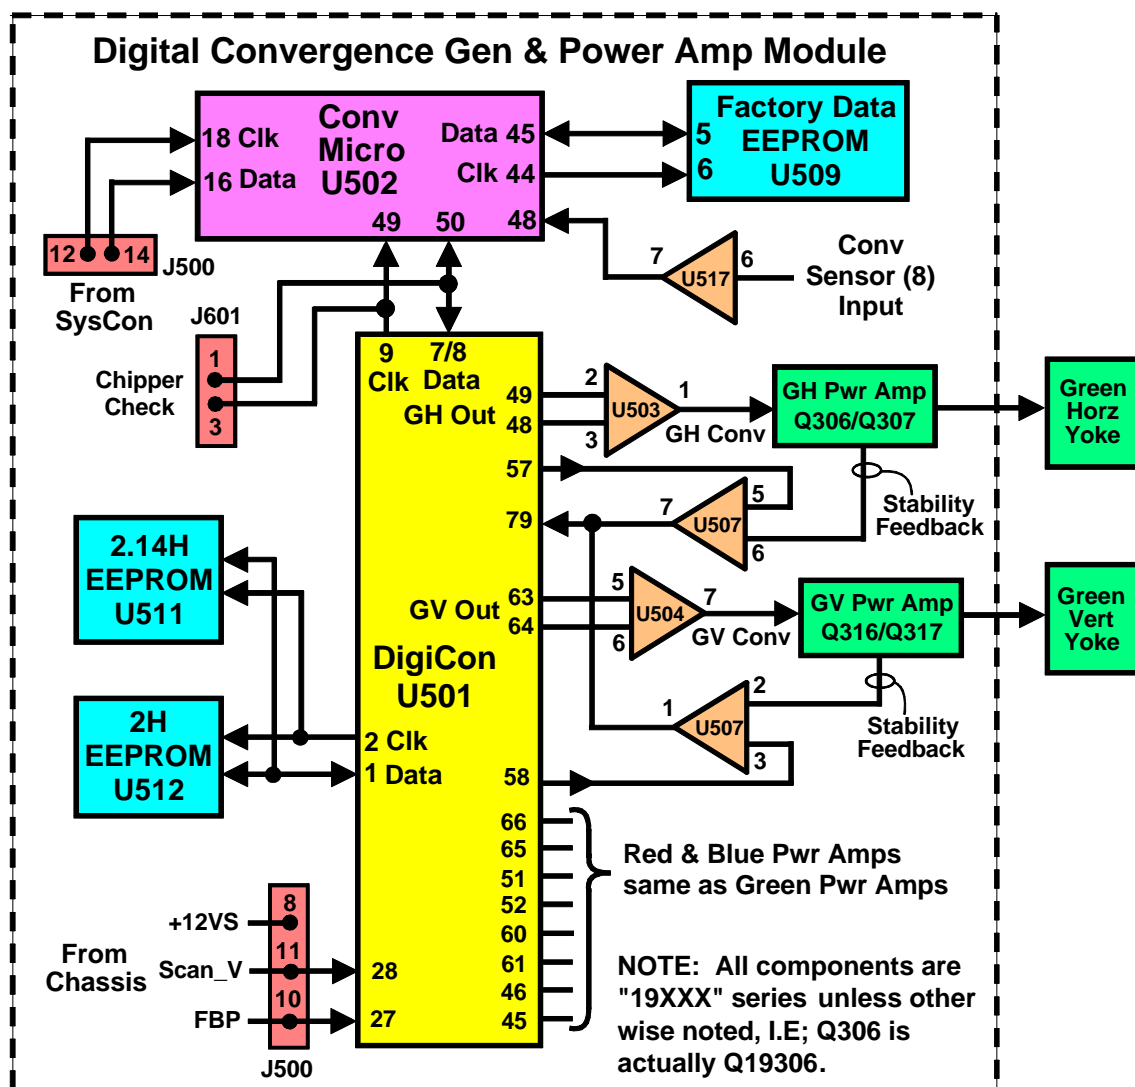 Digital Convergence Gen & Power Amp Module
Conv
Micro
U502
18 Clk
16 Data
Data 45
Clk 44
49
50
48
Factory Data
EEPROM
U509
5
6
12
14
J500
From
SysCon
7
U517
6
Conv
Sensor (8)
Input
J601
1
3
Chipper
Check
9
Clk
7/8
Data
GH Out
49
48
2
3
U503
1
GH Conv
GH Pwr Amp
Q306/Q307
Green
Horz
Yoke
57
79
7
U507
5
6
Stability
Feedback
2.14H
EEPROM
U511
GV Out
63
64
5
6
U504
7
GV Conv
GV Pwr Amp
Q316/Q317
Green
Vert
Yoke
DigiCon
U501
1
U507
2
3
Stability
Feedback
2H
EEPROM
U512
2 Clk
1 Data
58
66
65
51
52
60
61
46
45
Red & Blue Pwr Amps
same as Green Pwr Amps
From
Chassis
+12VS
Scan_V
FBP
8
11
10
J500
28
27
NOTE: All components are
"19XXX" series unless other
wise noted, I.E; Q306 is
actually Q19306.